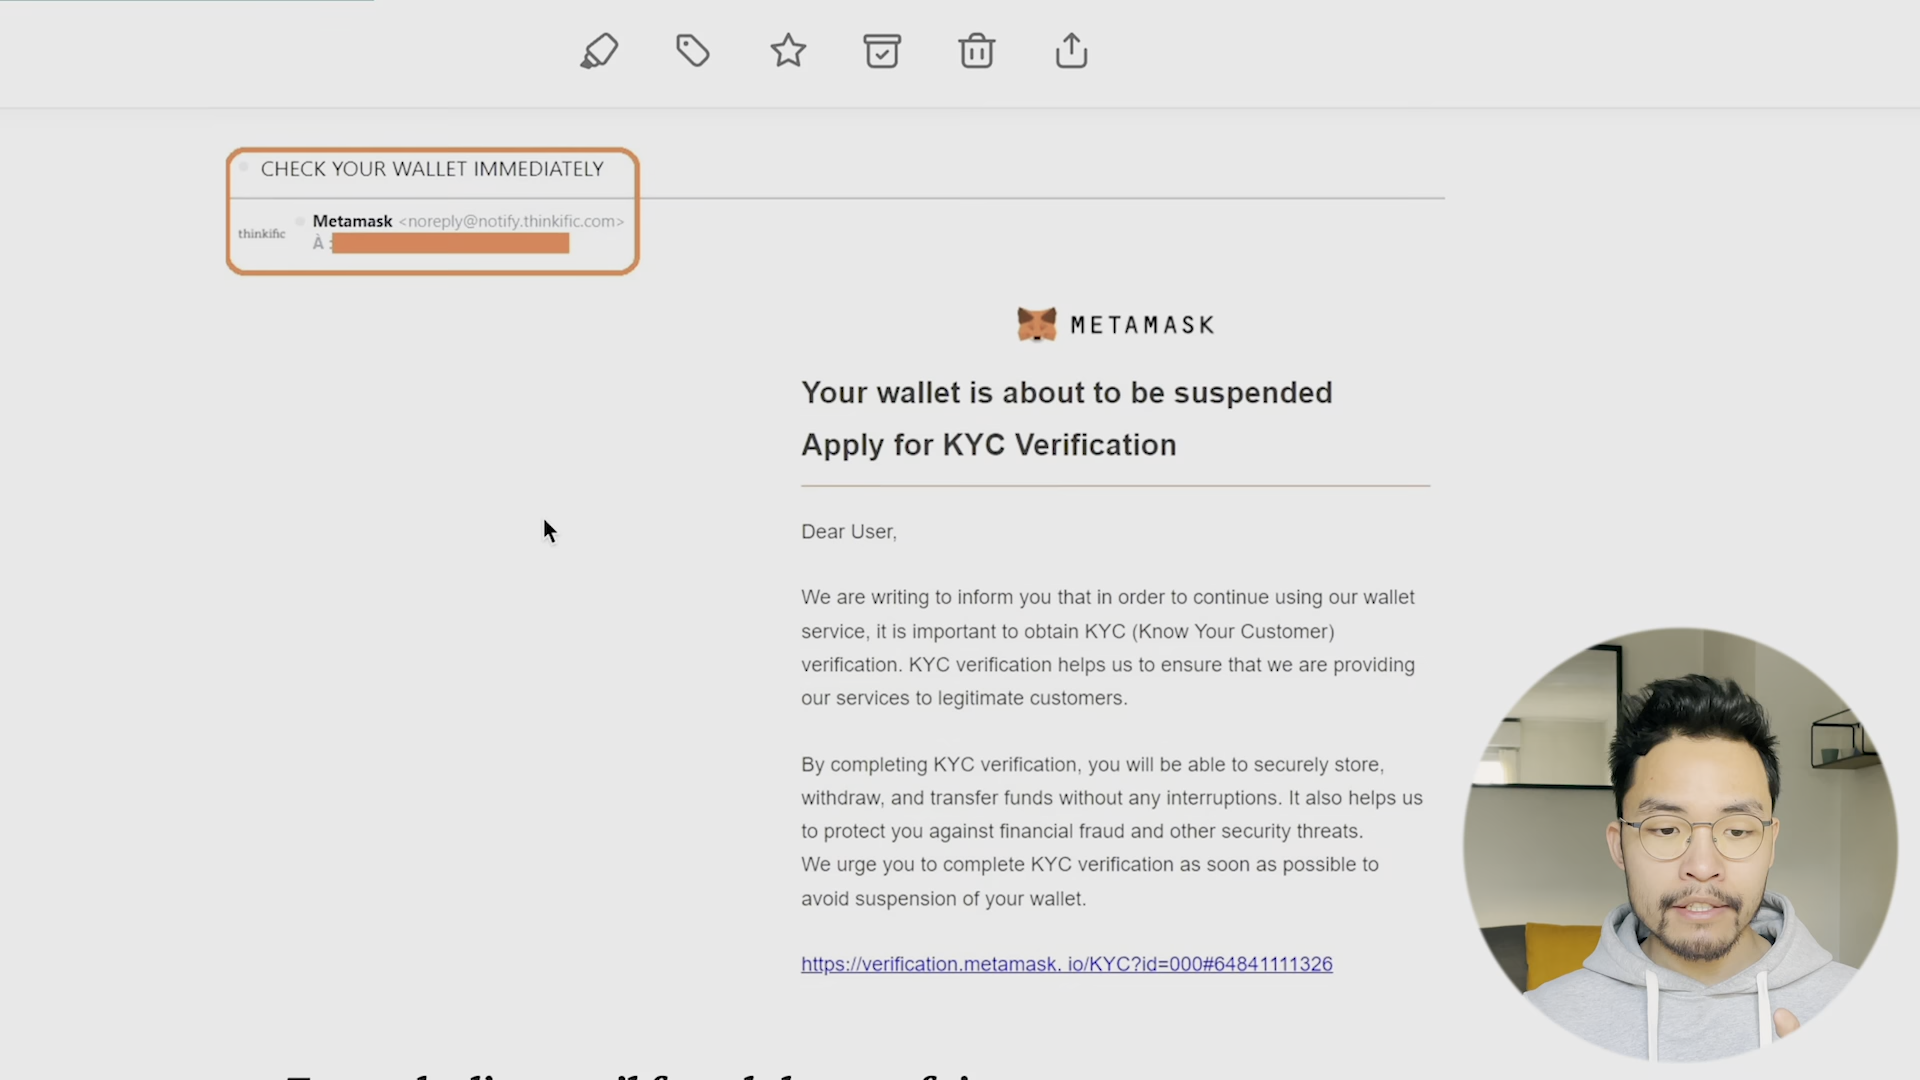 CHECK YOUR WALLET IMMEDIATELY
thinkific
Metamask <noreply@notify.thinkific.com>
À :
METAMASK
Your wallet is about to be suspended
Apply for KYC Verification
Dear User,
We are writing to inform you that in order to continue using our wallet
service, it is important to obtain KYC (Know Your Customer)
verification. KYC verification helps us to ensure that we are providing
our services to legitimate customers.
By completing KYC verification, you will be able to securely store,
withdraw, and transfer funds without any interruptions. It also helps us
to protect you against financial fraud and other security threats.
We urge you to complete KYC verification as soon as possible to
avoid suspension of your wallet.
https://verification.metamask. io/KYC?id=000#64841111326